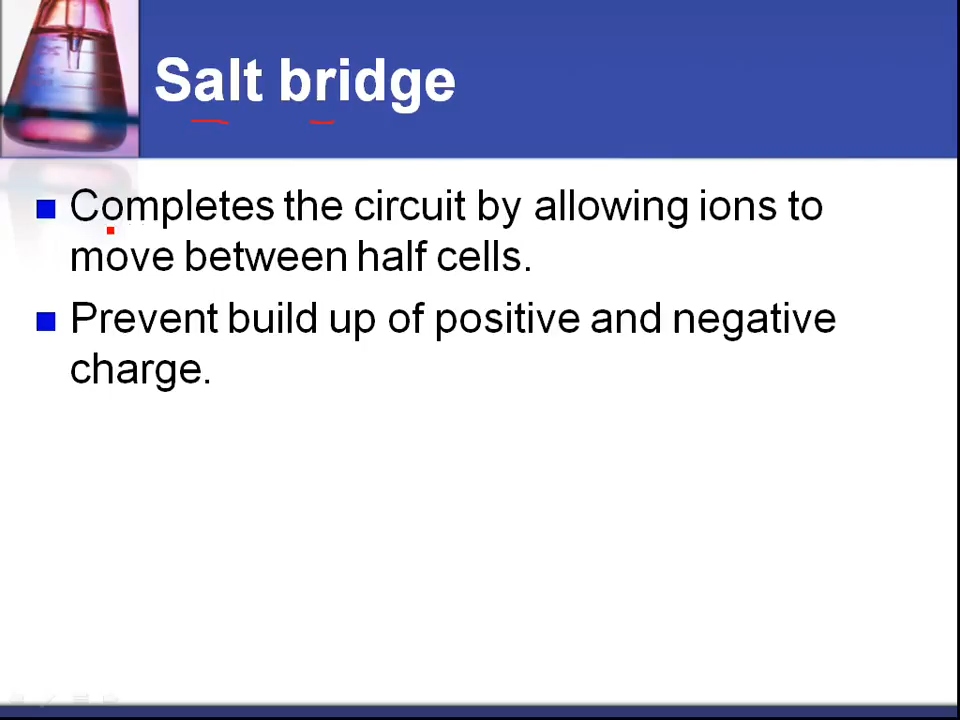 Salt bridge
Completes the circuit by allowing ions to
move between half cells.
Prevent build up of positive and negative
charge.